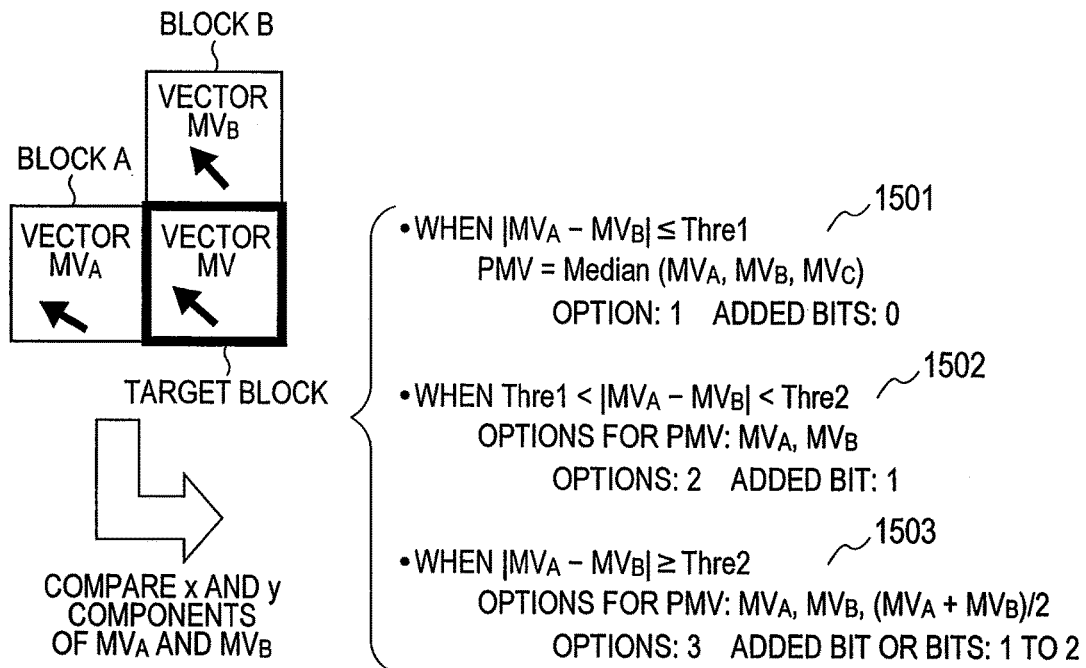 BLOCK B
VECTOR
MVB
BLOCK A
VECTOR
MVA
VECTOR
MV
TARGET BLOCK
COMPARE x AND y
COMPONENTS
OF MVA AND MVB
1501
•WHEN |MVA − MVB| ≤ Thre1
PMV = Median (MVA, MVB, MVC)
OPTION: 1 ADDED BITS: 0
1502
•WHEN Thre1 < |MVA − MVB| < Thre2
OPTIONS FOR PMV: MVA, MVB
OPTIONS: 2 ADDED BIT: 1
1503
•WHEN |MVA − MVB| ≥ Thre2
OPTIONS FOR PMV: MVA, MVB, (MVA + MVB)/2
OPTIONS: 3 ADDED BIT OR BITS: 1 TO 2